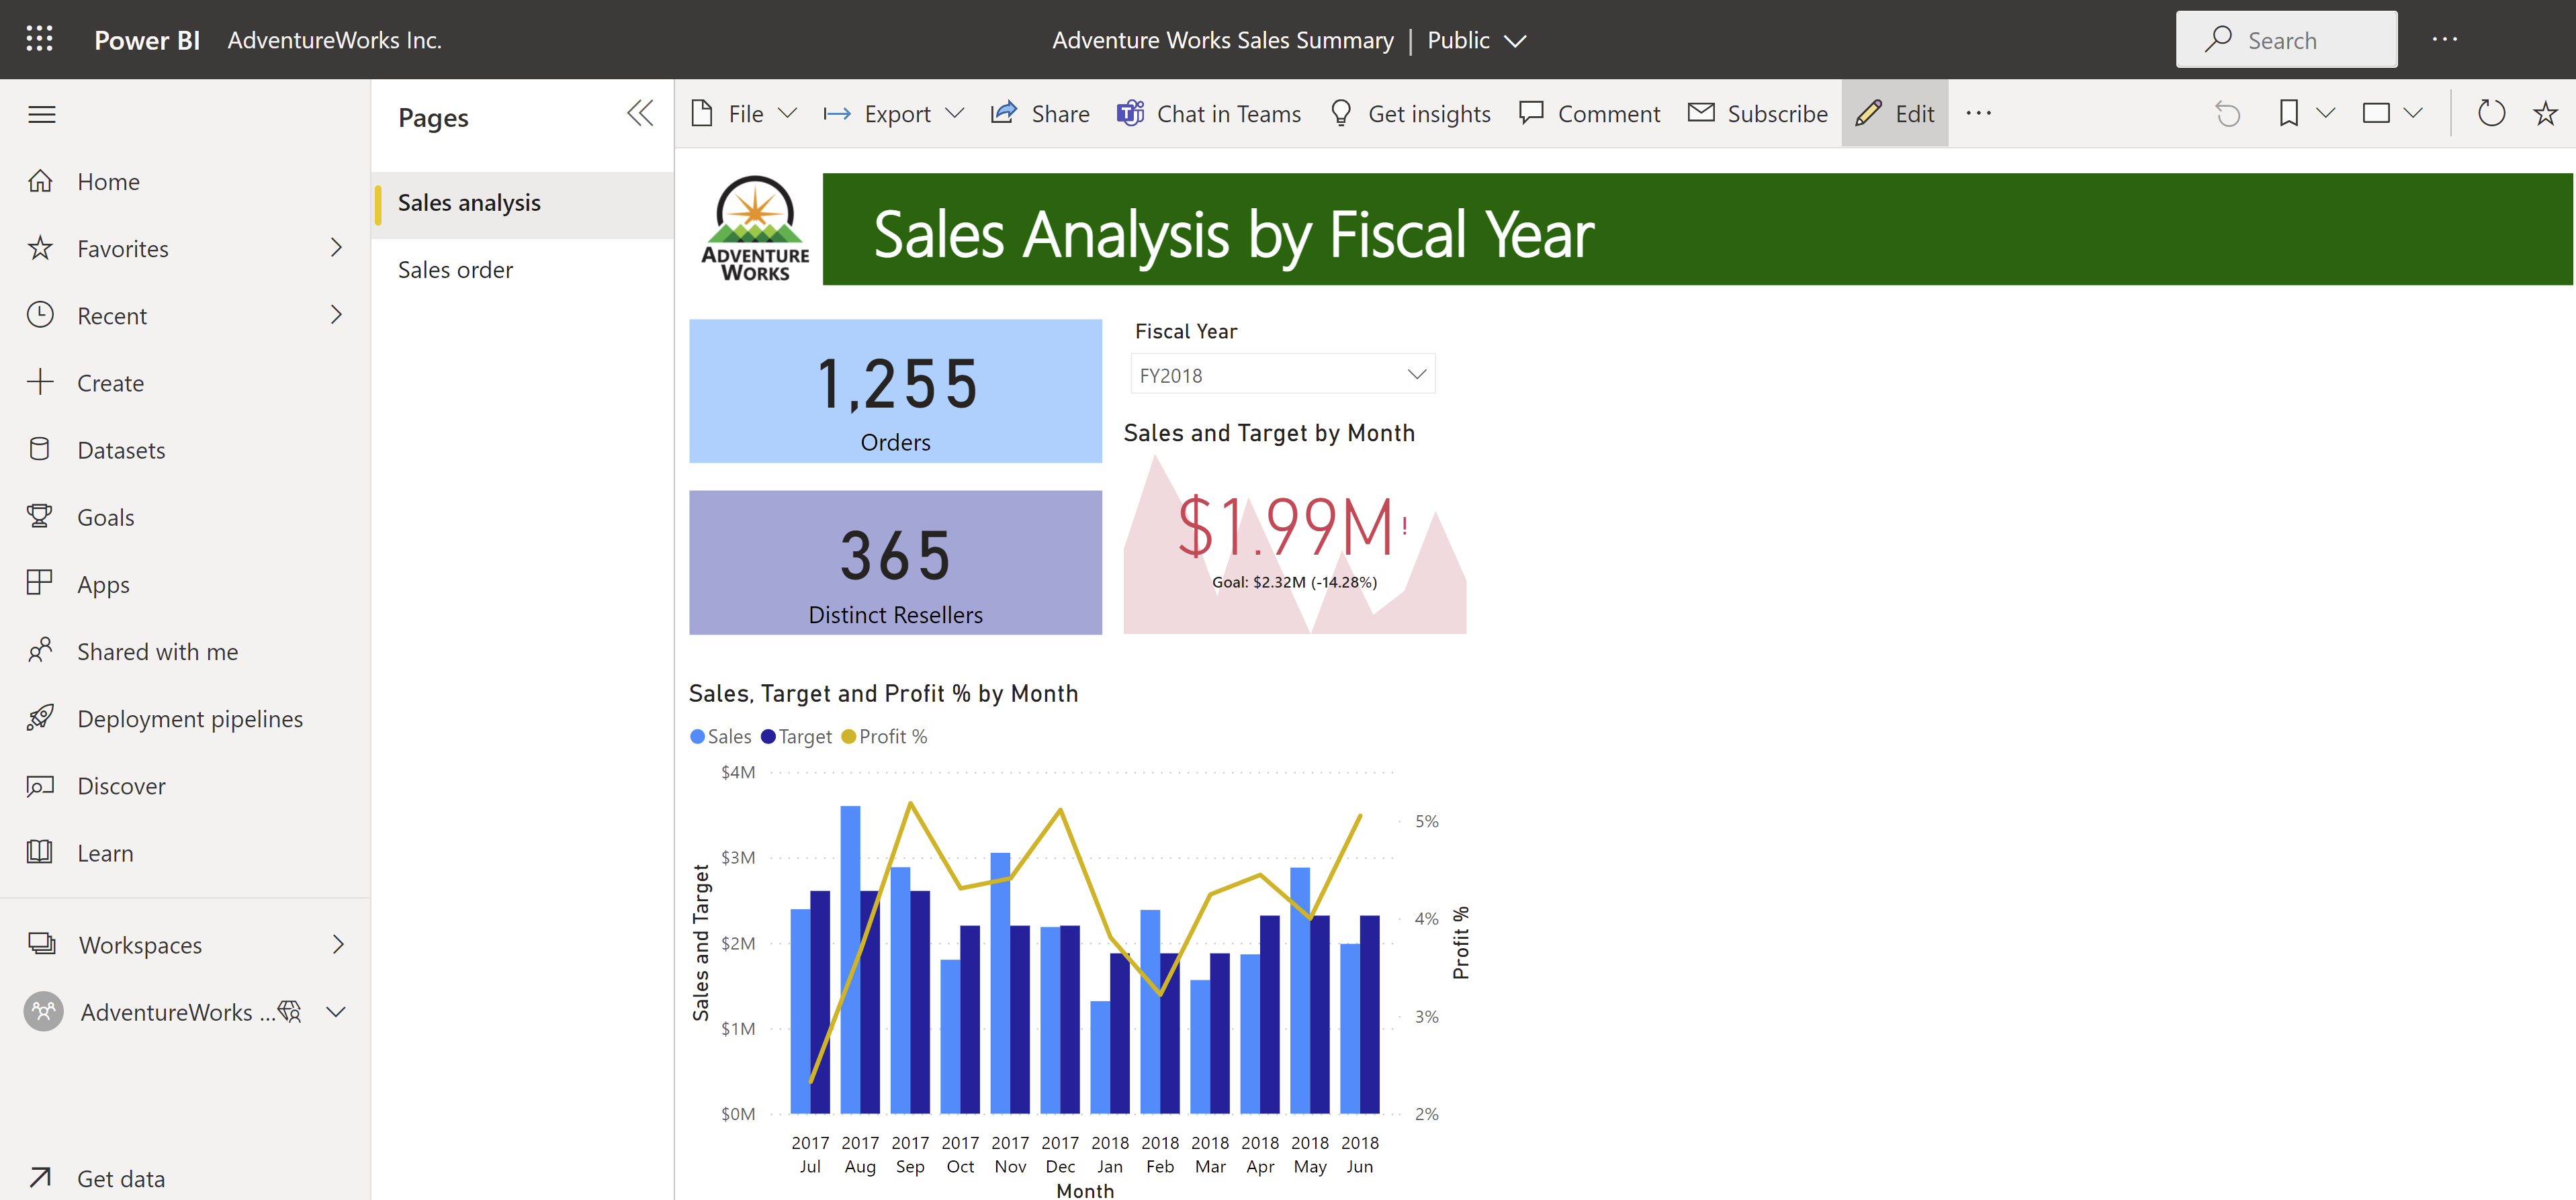 Power BI AdventureWorks Inc. Adventure Works Sales Summary | Public Search ...
Home
Favorites
Recent
Create
Datasets
Goals
Apps
Shared with me
Deployment pipelines
Discover
Learn
Workspaces
AdventureWorks ...
Get data
Pages
Sales analysis
Sales order
File Export Share Chat in Teams Get insights Comment Subscribe Edit ...
ADVENTURE
WORKS
Sales Analysis by Fiscal Year
1,255
Orders
365
Distinct Resellers
Fiscal Year
FY2018
Sales and Target by Month
$1.99M!
Goal: $2.32M (-14.28%)
Sales, Target and Profit % by Month
Sales Target Profit %
Sales and Target
$4M
$3M
$2M
$1M
$0M
5%
4%
3%
2%
Profit %
2017 2017 2017 2017 2017 2017 2018 2018 2018 2018 2018 2018
Jul Aug Sep Oct Nov Dec Jan Feb Mar Apr May Jun
Month